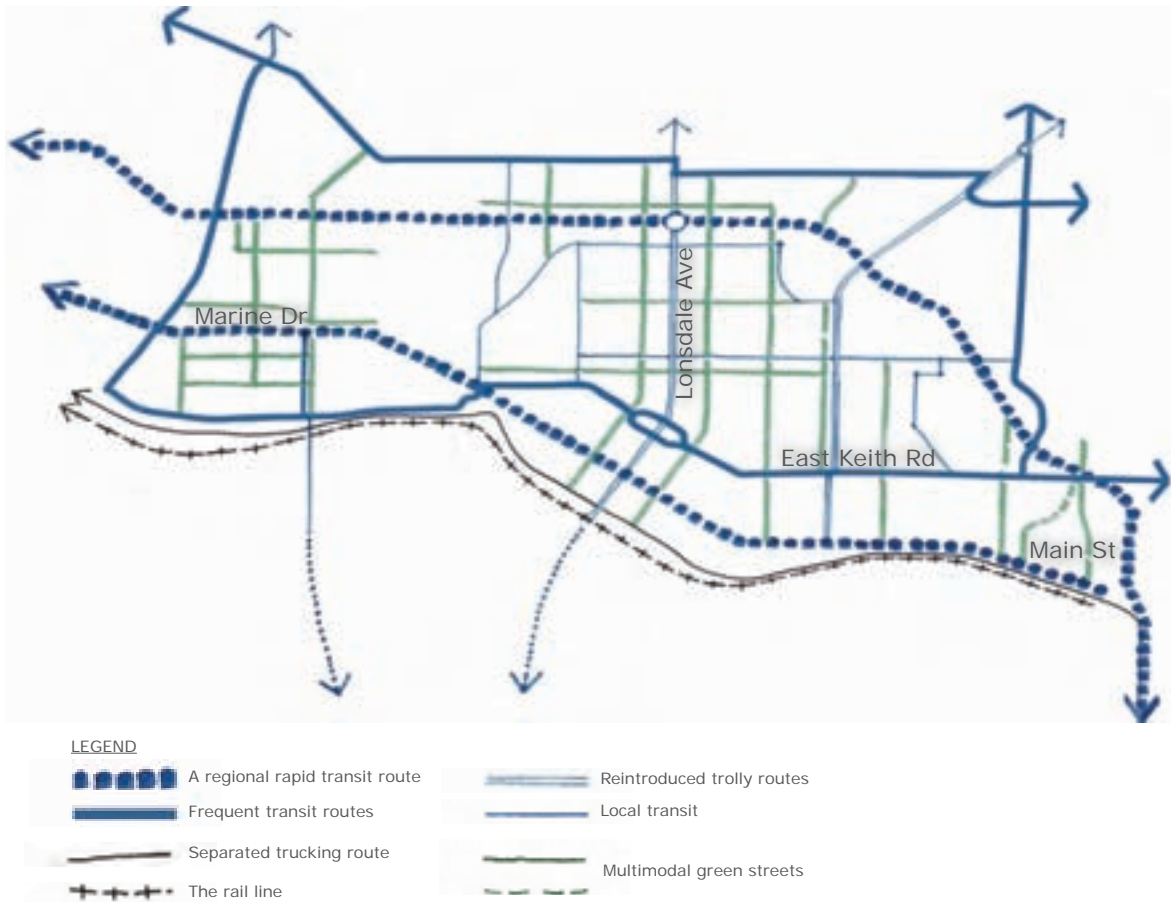 Marine Dr
Lonsdale Ave
East Keith Rd
Main St
LEGEND
A regional rapid transit route
Frequent transit routes
Separated trucking route
The rail line
Reintroduced trolly routes
Local transit
Multimodal green streets